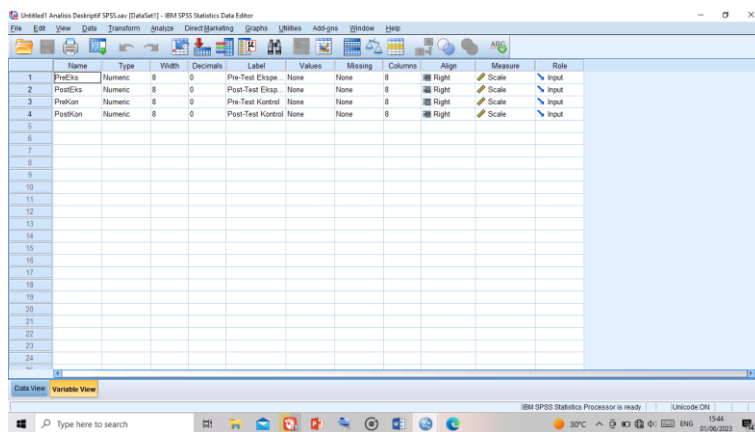 Untitled1 Analisis Deskriptif SPSS.sav [DataSet1] - IBM SPSS Statistics Data Editor
File Edit View Data Transform Analyze Direct Marketing Graphs Utilities Add-ons Window Help
Name Type Width Decimals Label Values Missing Columns Align Measure Role
1 PreEks Numeric 8 0 Pre-Test Ekspe... None None 8 Right Scale Input
2 PostEks Numeric 8 0 Post-Test Eksp... None None 8 Right Scale Input
3 PreKon Numeric 8 0 Pre-Test Kontrol None None 8 Right Scale Input
4 PostKon Numeric 8 0 Post-Test Kontrol None None 8 Right Scale Input
5
6
7
8
9
10
11
12
13
14
15
16
17
18
19
20
21
22
23
24
Data View Variable View
IBM SPSS Statistics Processor is ready Unicode:ON
Type here to search 30°C ENG 15:44
01/06/2023